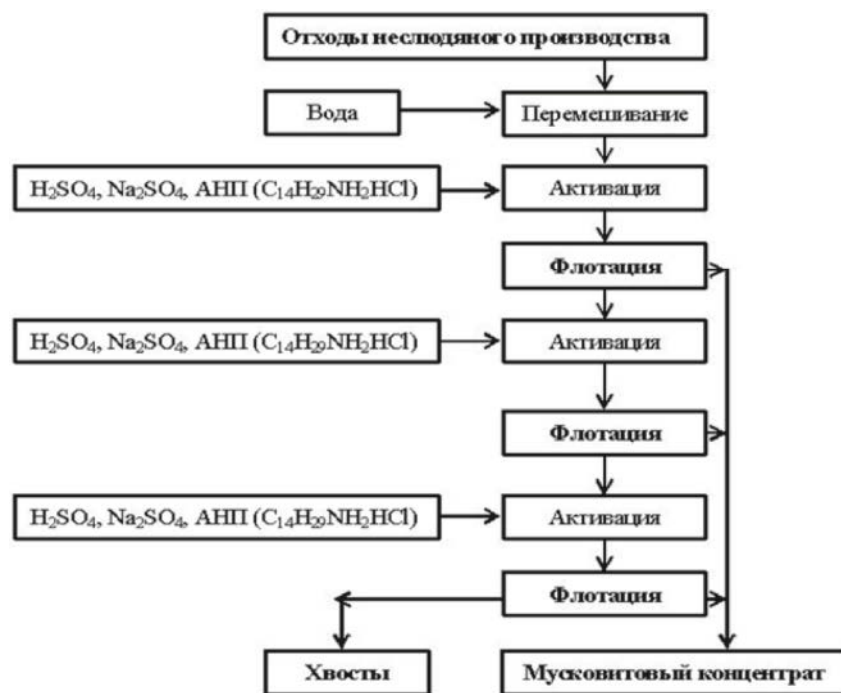 Отходы неслюдяного производства
Вода
Перемешивание
H₂SO₄, Na₂SO₄, АНП (C₁₄H₂₉NH₂HCl)
Активация
Флотация
H₂SO₄, Na₂SO₄, АНП (C₁₄H₂₉NH₂HCl)
Активация
Флотация
H₂SO₄, Na₂SO₄, АНП (C₁₄H₂₉NH₂HCl)
Активация
Флотация
Хвосты
Мусковитовый концентрат